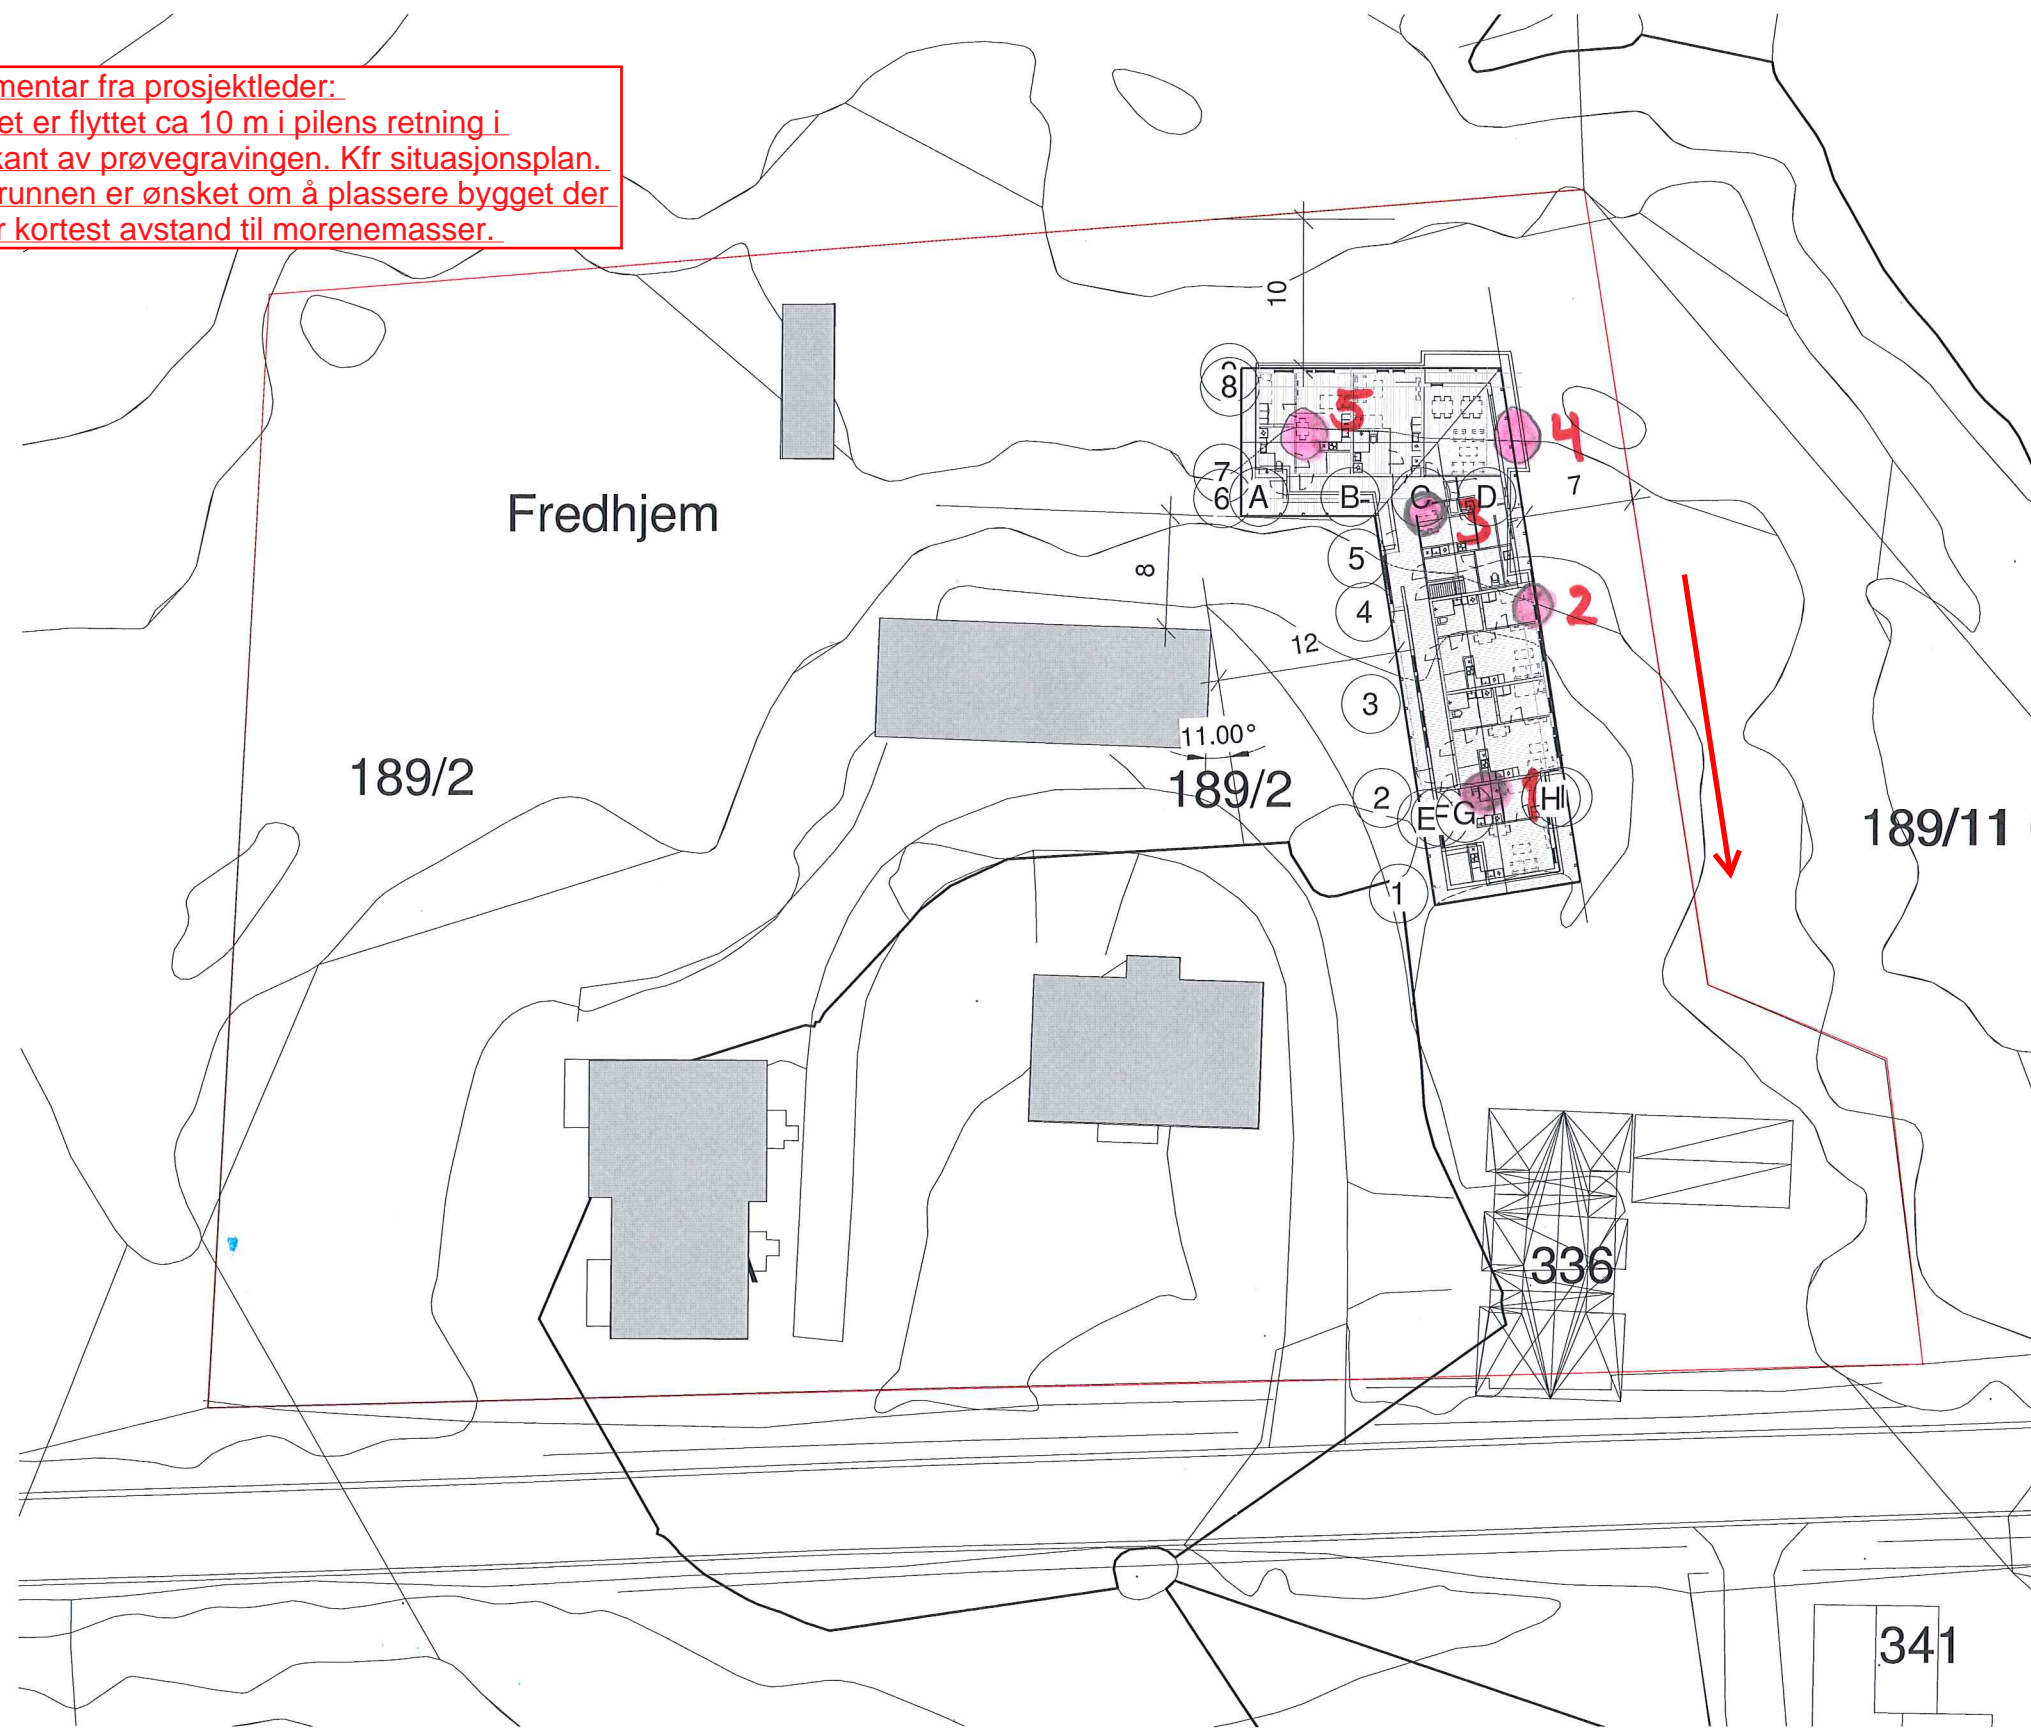 mentar fra prosjektleder:
et er flyttet ca 10 m i pilens retning i
kant av prøvegravingen. Kfr situasjonsplan.
runnen er ønsket om å plassere bygget der
r kortest avstand til morenemasser.
10
8
5
4
7
6
A
B
C
D
7
3
Fredhjem
5
8
4
2
12
3
11.00°
189/2
189/2
2
E
F
G
1
H
189/11
1
336
341